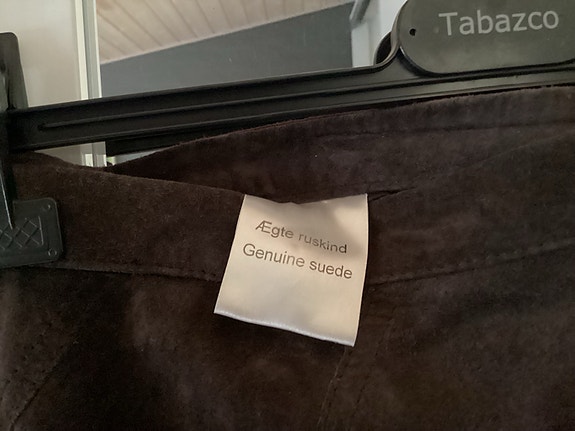 Tabazco
Ægte ruskind
Genuine suede